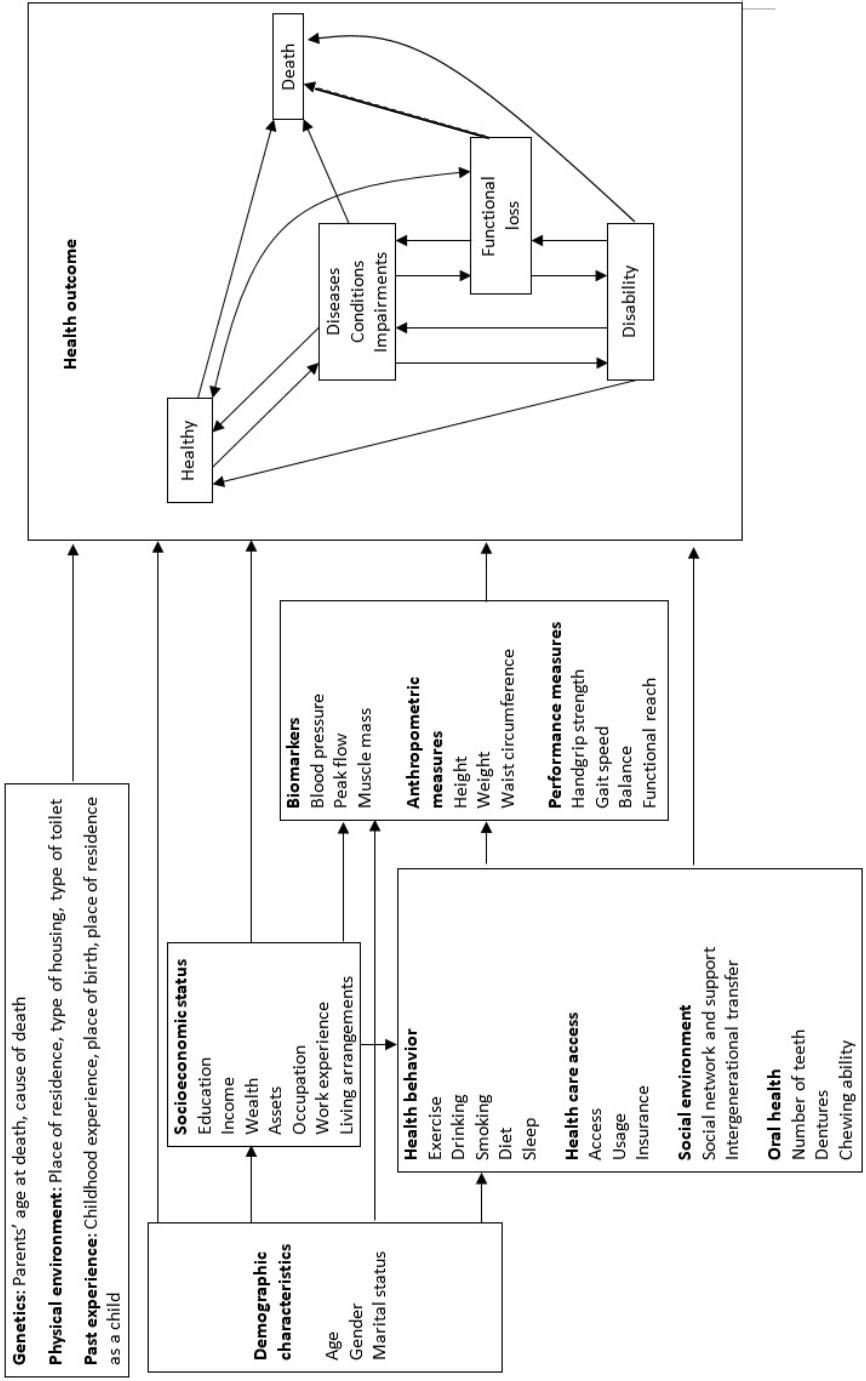 Genetics: Parents' age at death, cause of death
Physical environment: Place of residence, type of housing, type of toilet
Past experience: Childhood experience, place of birth, place of residence
as a child
Demographic
characteristics
Age
Gender
Marital status
Socioeconomic status
Education
Income
Wealth
Assets
Occupation
Work experience
Living arrangements
Health behavior
Exercise
Drinking
Smoking
Diet
Sleep
Health care access
Access
Usage
Insurance
Social environment
Social network and support
Intergenerational transfer
Oral health
Number of teeth
Dentures
Chewing ability
Biomarkers
Blood pressure
Peak flow
Muscle mass
Anthropometric
measures
Height
Weight
Waist circumference
Performance measures
Handgrip strength
Gait speed
Balance
Functional reach
Health outcome
Healthy
Diseases
Conditions
Impairments
Functional
loss
Disability
Death